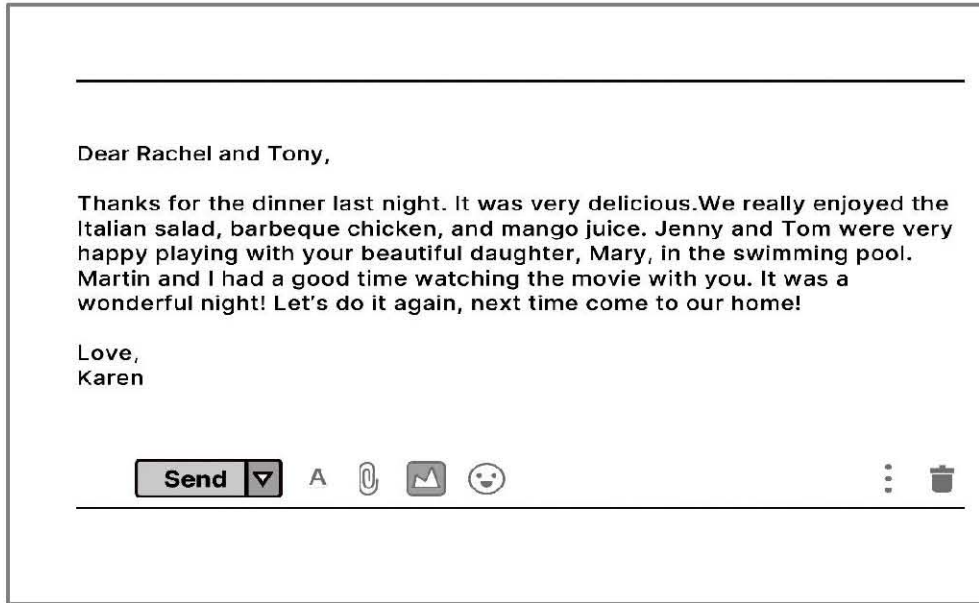 Dear Rachel and Tony,
Thanks for the dinner last night. It was very delicious.We really enjoyed the
Italian salad, barbeque chicken, and mango juice. Jenny and Tom were very
happy playing with your beautiful daughter, Mary, in the swimming pool.
Martin and I had a good time watching the movie with you. It was a
wonderful night! Let's do it again, next time come to our home!
Love,
Karen
Send
A